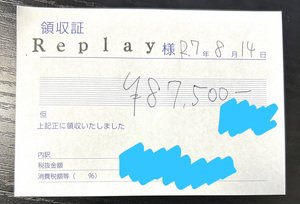 領収証
Replay 様 R.7年8月14日
¥87,500−
但
上記正に領収いたしました
内訳
税抜金額
消費税額等( %)